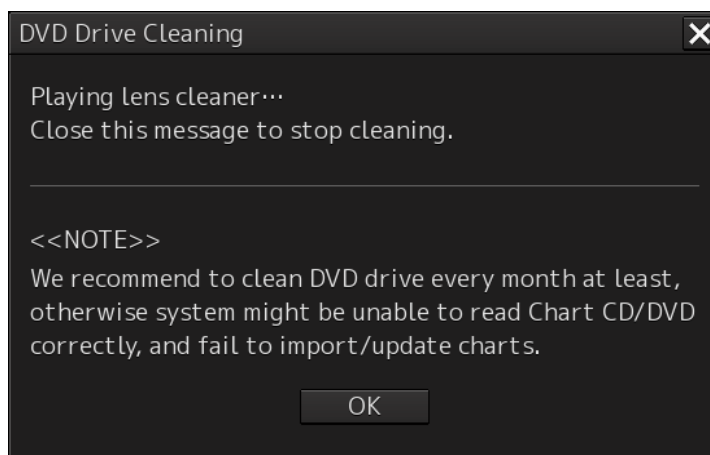 DVD Drive Cleaning
Playing lens cleaner⋯
Close this message to stop cleaning.
<<NOTE>>
We recommend to clean DVD drive every month at least,
otherwise system might be unable to read Chart CD/DVD
correctly, and fail to import/update charts.
OK